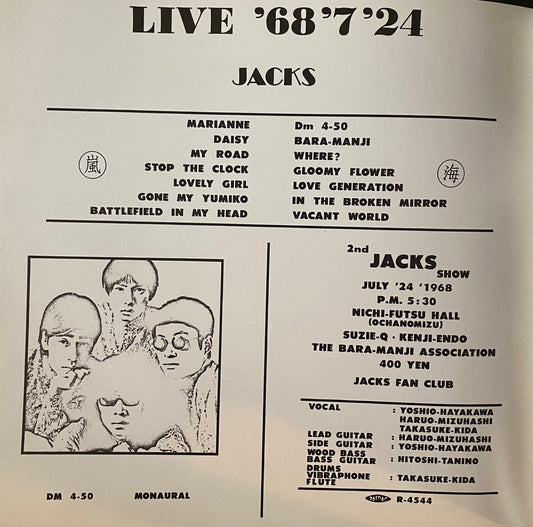 LIVE '68'7'24
JACKS
MARIANNE
DAISY
MY ROAD
STOP THE CLOCK
LOVELY GIRL
GONE MY YUMIKO
BATTLEFIELD IN MY HEAD
嵐
Dm 4-50
BARA-MANJI
WHERE?
GLOOMY FLOWER
LOVE GENERATION
IN THE BROKEN MIRROR
VACANT WORLD
海
2nd JACKS SHOW
JULY '24 '1968
P.M. 5:30
NICHI-FUTSU HALL
(OCHANOMIZU)
SUZIE-Q · KENJI-ENDO
THE BARA-MANJI ASSOCIATION
400 YEN
JACKS FAN CLUB
VOCAL : YOSHIO-HAYAKAWA
HARUO-MIZUHASHI
TAKASUKE-KIDA
LEAD GUITAR : HARUO-MIZUHASHI
SIDE GUITAR : YOSHIO-HAYAKAWA
WOOD BASS
BASS GUITAR : HITOSHI-TANINO
DRUMS
VIBRAPHONE : TAKASUKE-KIDA
FLUTE
R-4544
DM 4-50 MONAURAL